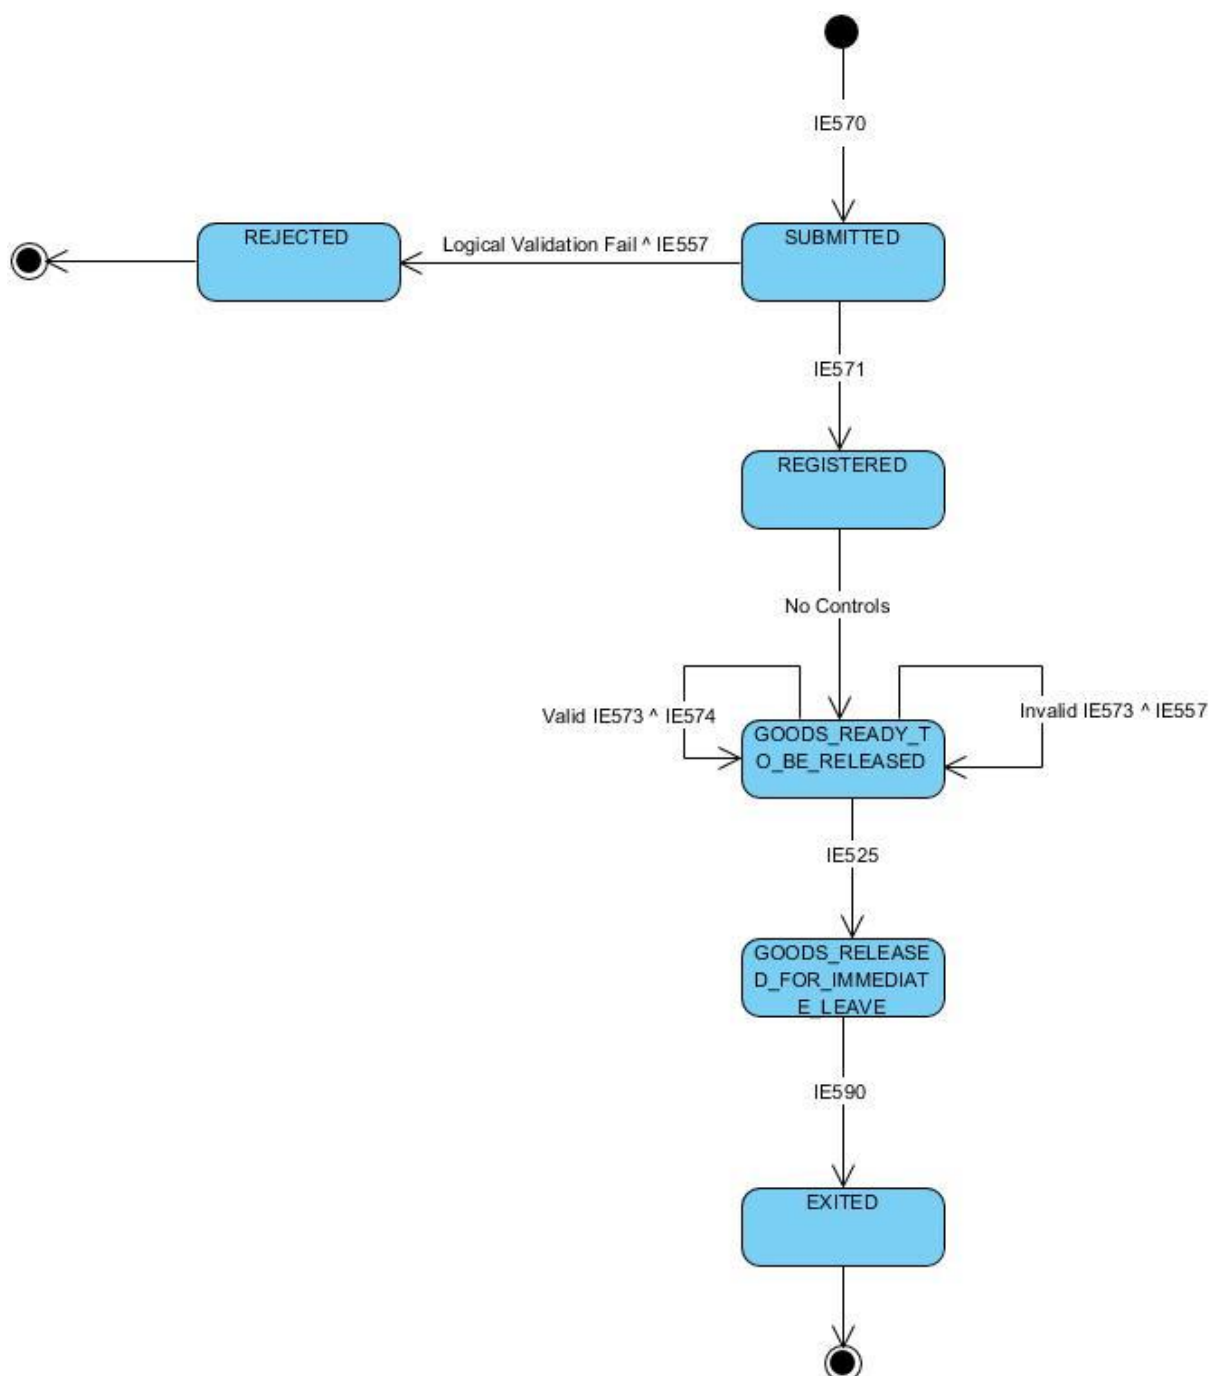 IE570
REJECTED
Logical Validation Fail ^ IE557
SUBMITTED
IE571
REGISTERED
No Controls
Valid IE573 ^ IE574
Invalid IE573 ^ IE557
GOODS_READY_T
O_BE_RELEASED
IE525
GOODS_RELEASE
D_FOR_IMMEDIAT
E_LEAVE
IE590
EXITED